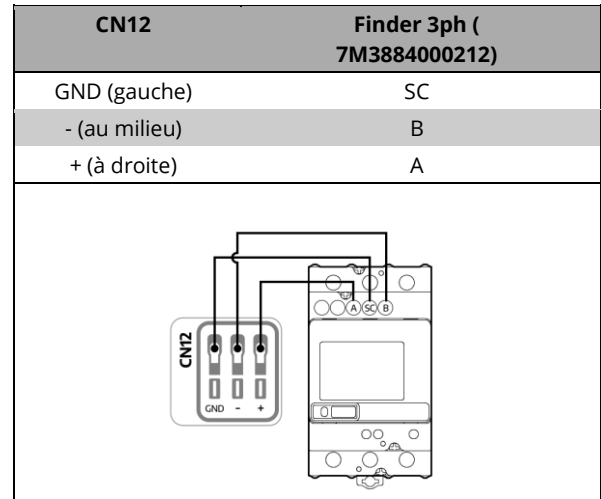 CN12 Finder 3ph (
7M3884000212)
GND (gauche) SC
- (au milieu) B
+ (à droite) A
A SC B
CN12
GND - +